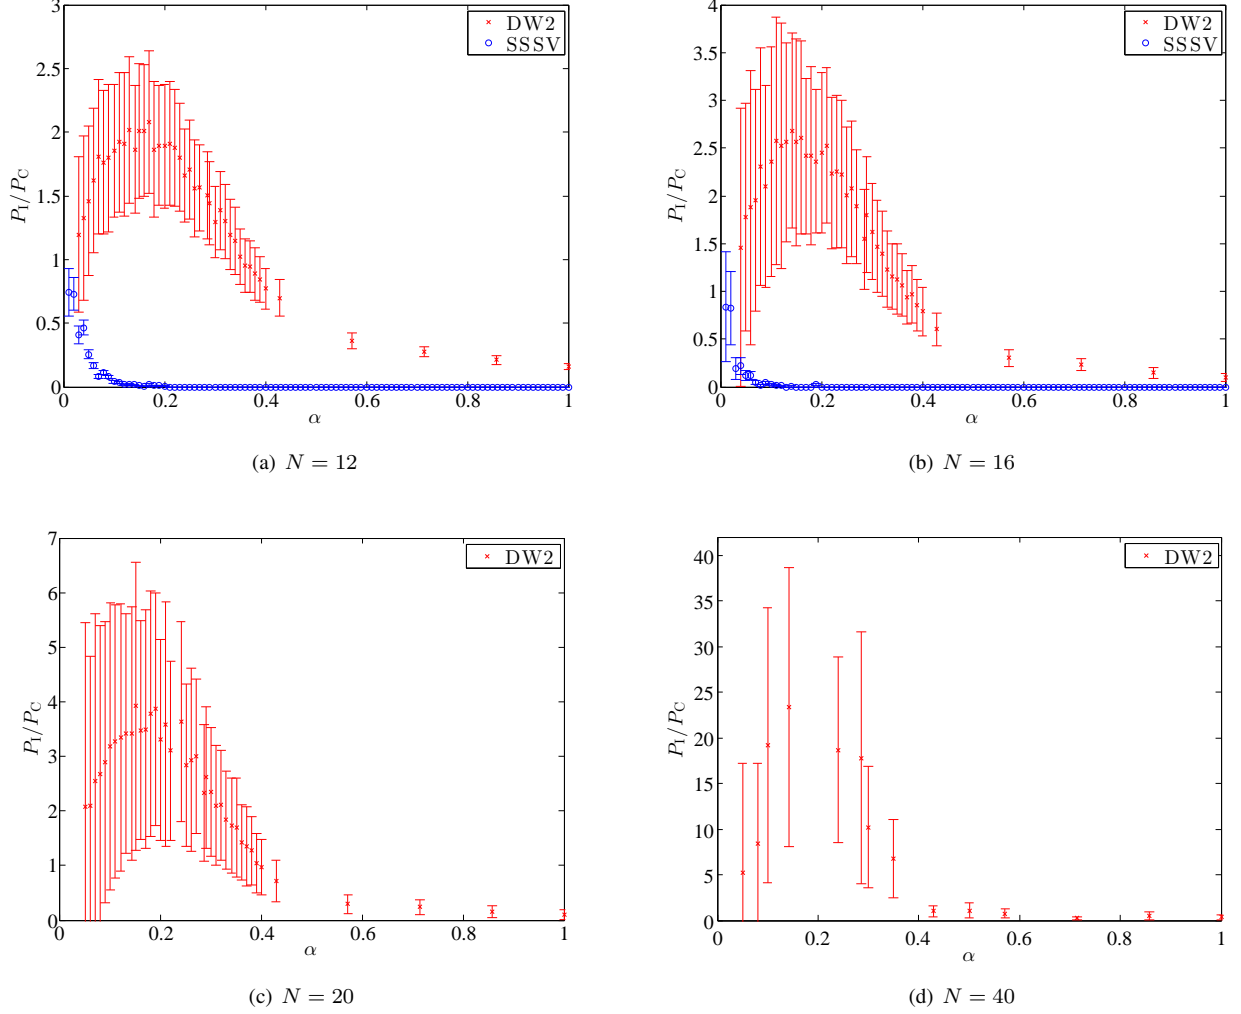 3
2.5
2
1.5
1
0.5
0
P_I/P_C
0 0.2 0.4 0.6 0.8 1
α
DW2
SSSV
(a) N = 12
4
3.5
3
2.5
2
1.5
1
0.5
0
P_I/P_C
0 0.2 0.4 0.6 0.8 1
α
DW2
SSSV
(b) N = 16
7
6
5
4
3
2
1
0
P_I/P_C
0 0.2 0.4 0.6 0.8 1
α
DW2
(c) N = 20
40
35
30
25
20
15
10
5
0
P_I/P_C
0 0.2 0.4 0.6 0.8 1
α
DW2
(d) N = 40